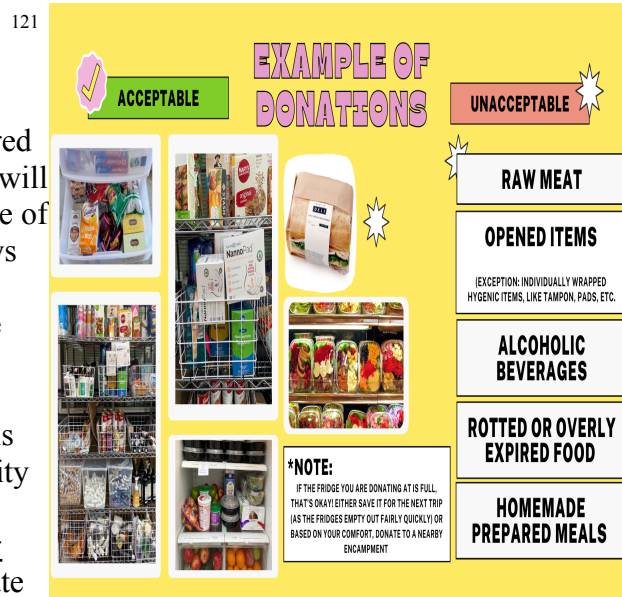 121
red
will
e of
ys
s
ity
.
ate
EXAMPLE OF
DONATIONS
ACCEPTABLE
NannoPad
*NOTE:
IF THE FRIDGE YOU ARE DONATING AT IS FULL,
THAT'S OKAY! EITHER SAVE IT FOR THE NEXT TRIP
(AS THE FRIDGES EMPTY OUT FAIRLY QUICKLY) OR
BASED ON YOUR COMFORT, DONATE TO A NEARBY
ENCAMPMENT
UNACCEPTABLE
RAW MEAT
OPENED ITEMS
(EXCEPTION: INDIVIDUALLY WRAPPED
HYGENIC ITEMS, LIKE TAMPON, PADS, ETC.
ALCOHOLIC
BEVERAGES
ROTTED OR OVERLY
EXPIRED FOOD
HOMEMADE
PREPARED MEALS